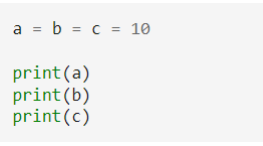 a = b = c = 10
print(a)
print(b)
print(c)